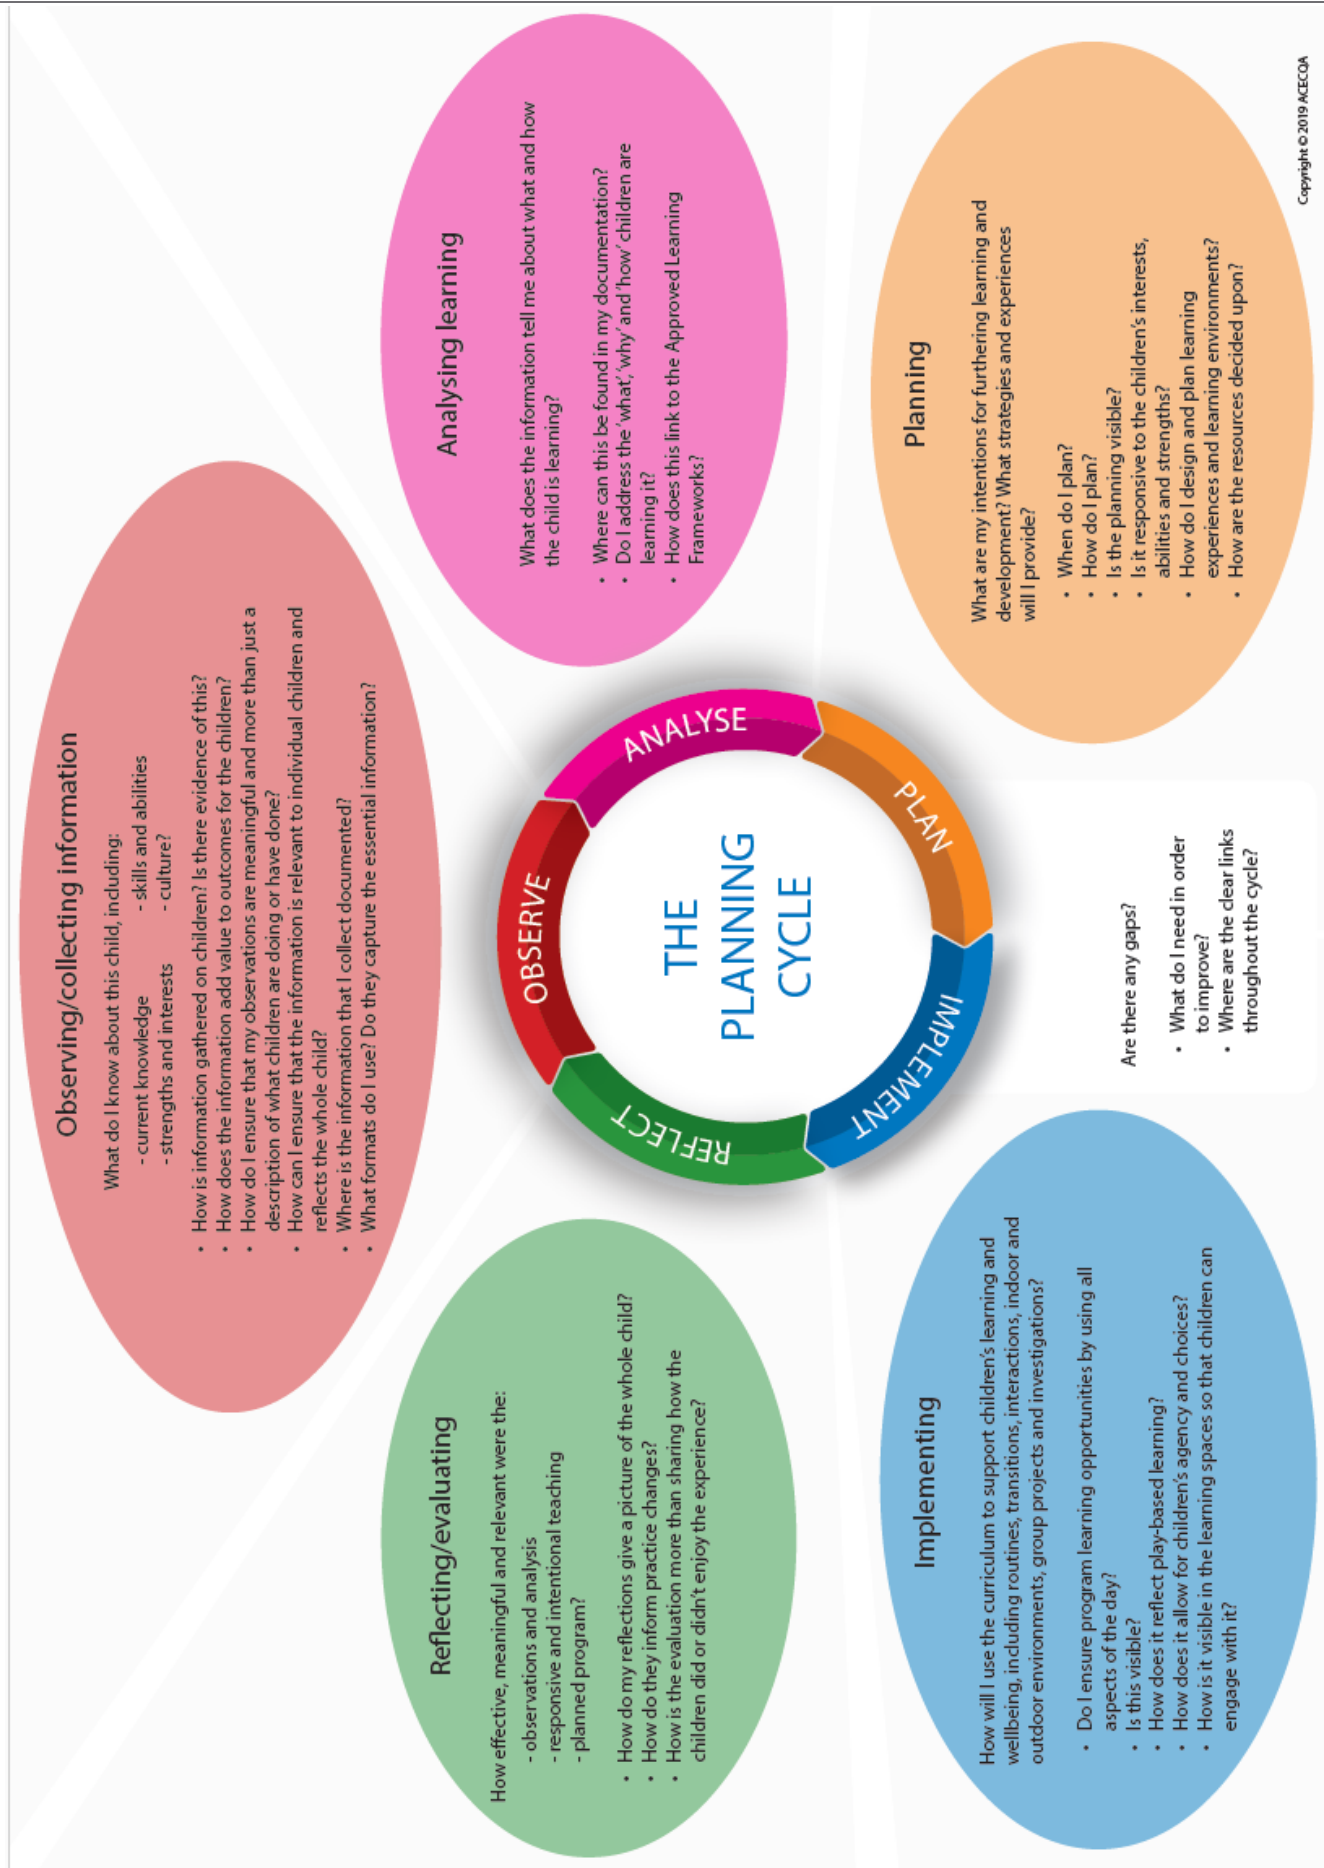 Observing/collecting information
What do I know about this child, including:
- current knowledge - skills and abilities
- strengths and interests - culture?
• How is information gathered on children? Is there evidence of this?
• How does the information add value to outcomes for the children?
• How do I ensure that my observations are meaningful and more than just a
description of what children are doing or have done?
• How can I ensure that the information is relevant to individual children and
reflects the whole child?
• Where is the information that I collect documented?
• What formats do I use? Do they capture the essential information?
Analysing learning
What does the information tell me about what and how
the child is learning?
• Where can this be found in my documentation?
• Do I address the 'what', 'why' and 'how' children are
learning it?
• How does this link to the Approved Learning
Frameworks?
Planning
What are my intentions for furthering learning and
development? What strategies and experiences
will I provide?
• When do I plan?
• How do I plan?
• Is the planning visible?
• Is it responsive to the children's interests,
abilities and strengths?
• How do I design and plan learning
experiences and learning environments?
• How are the resources decided upon?
Implementing
How will I use the curriculum to support children's learning and
wellbeing, including routines, transitions, interactions, indoor and
outdoor environments, group projects and investigations?
• Do I ensure program learning opportunities by using all
aspects of the day?
• Is this visible?
• How does it reflect play-based learning?
• How does it allow for children's agency and choices?
• How is it visible in the learning spaces so that children can
engage with it?
Reflecting/evaluating
How effective, meaningful and relevant were the:
- observations and analysis
- responsive and intentional teaching
- planned program?
• How do my reflections give a picture of the whole child?
• How do they inform practice changes?
• How is the evaluation more than sharing how the
children did or didn't enjoy the experience?
OBSERVE
ANALYSE
PLAN
IMPLEMENT
REFLECT
THE
PLANNING
CYCLE
Are there any gaps?
• What do I need in order
to improve?
• Where are the clear links
throughout the cycle?
Copyright © 2019 ACECQA